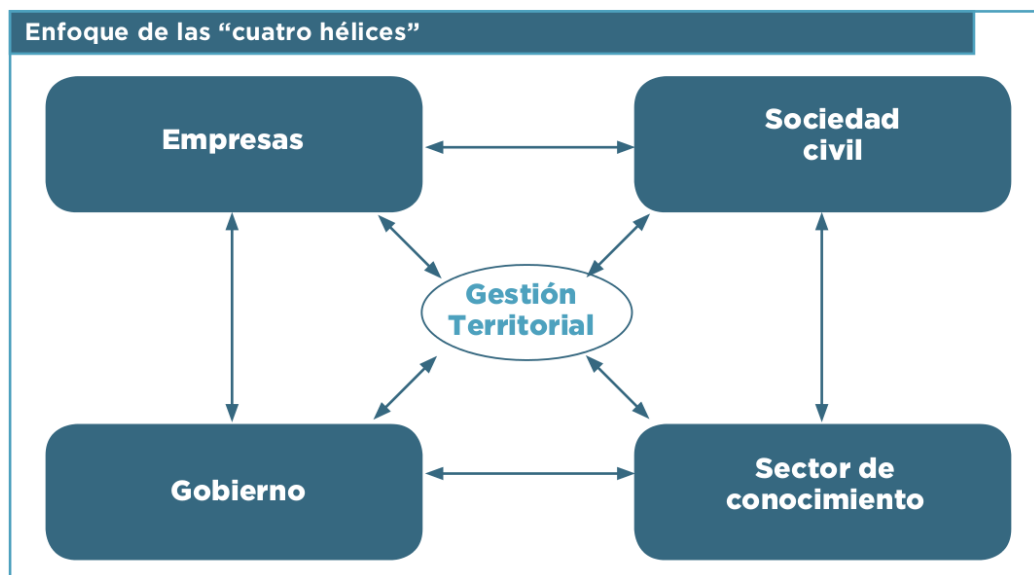 Enfoque de las “cuatro hélices”
Empresas
Sociedad
civil
Gestión
Territorial
Gobierno
Sector de
conocimiento